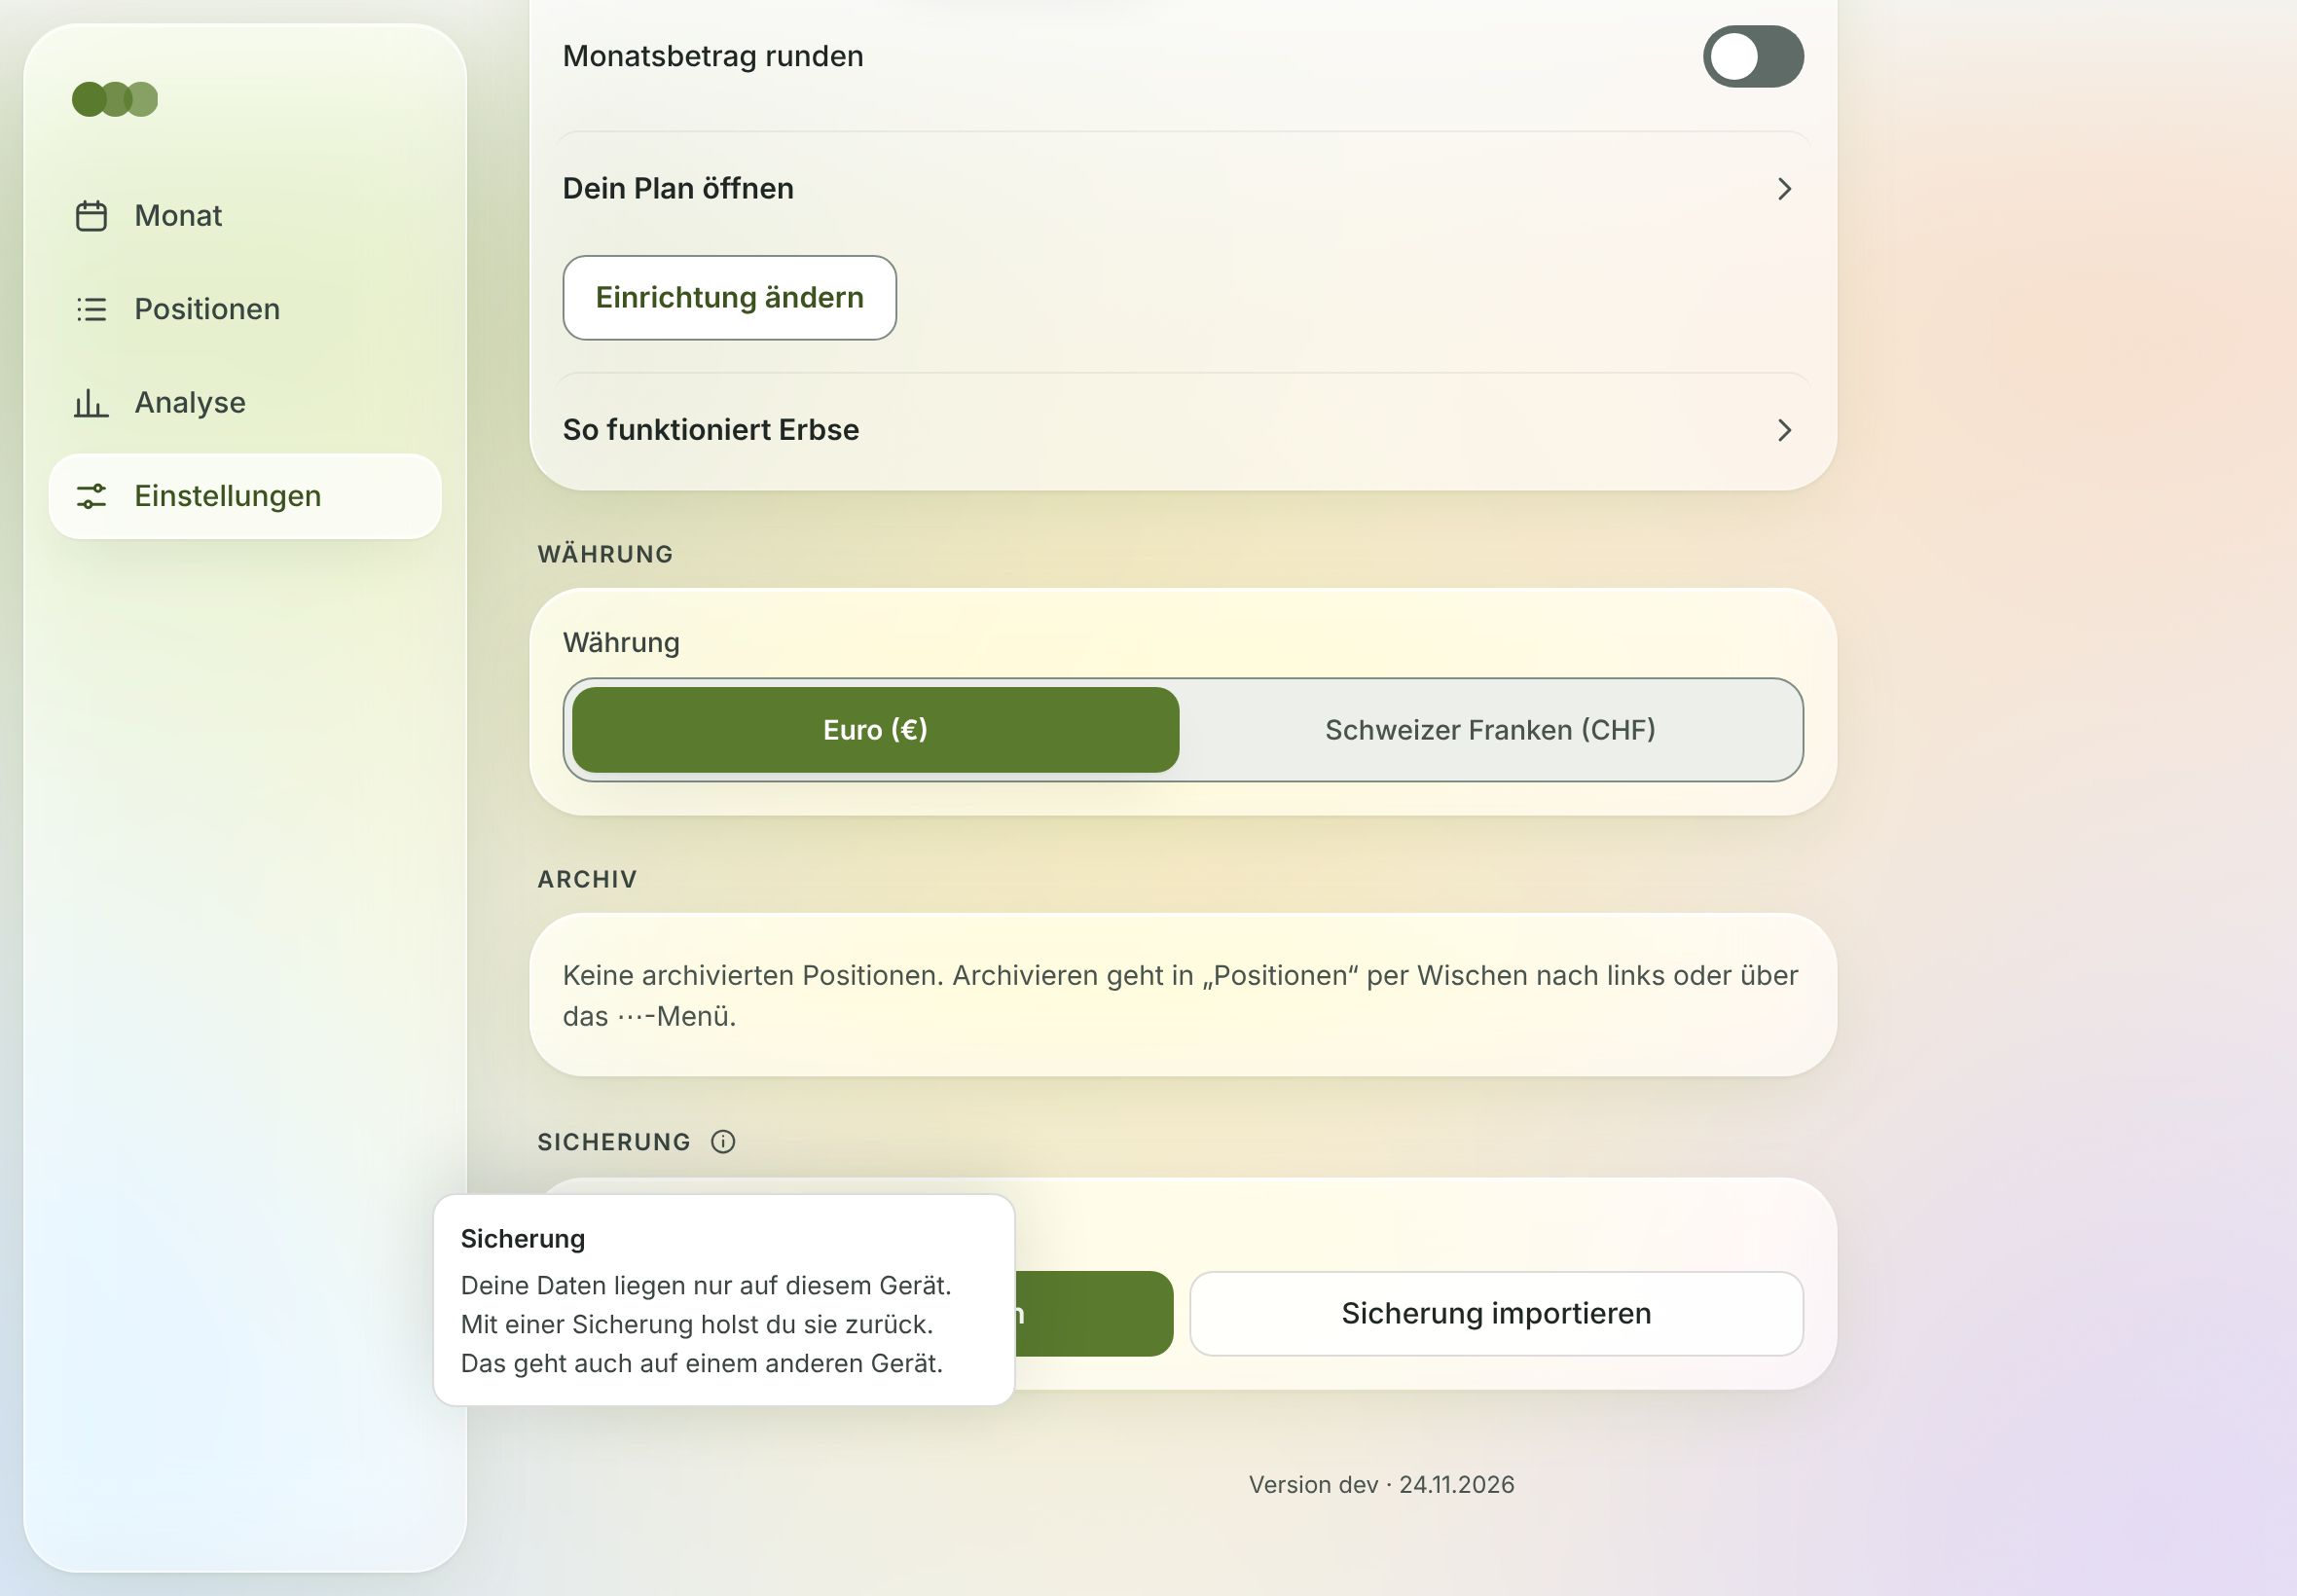 Monat
Positionen
Analyse
Einstellungen
Monatsbetrag runden
Dein Plan öffnen
Einrichtung ändern
So funktioniert Erbse
WÄHRUNG
Währung
Euro (€)
Schweizer Franken (CHF)
ARCHIV
Keine archivierten Positionen. Archivieren geht in „Positionen“ per Wischen nach links oder über
das ···-Menü.
SICHERUNG
Sicherung
Deine Daten liegen nur auf diesem Gerät.
Mit einer Sicherung holst du sie zurück.
Das geht auch auf einem anderen Gerät.
Sicherung importieren
Version dev · 24.11.2026